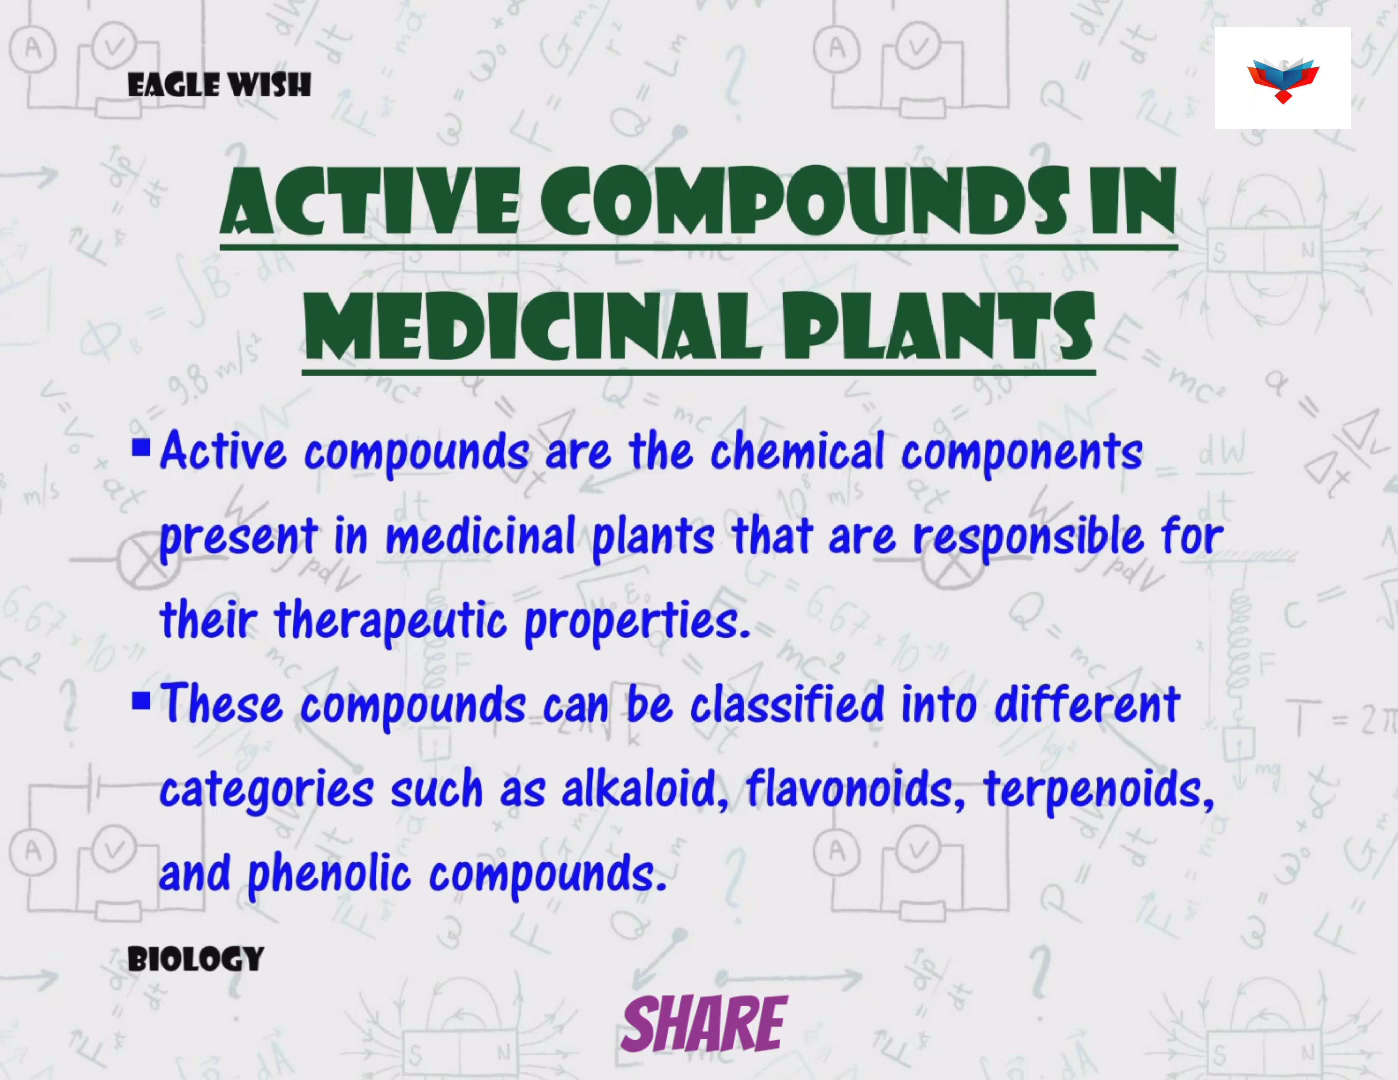 EAGLE WISH
ACTIVE COMPOUNDS IN
MEDICINAL PLANTS
▪Active compounds are the chemical components
present in medicinal plants that are responsible for
their therapeutic properties.
▪These compounds can be classified into different
categories such as alkaloid, flavonoids, terpenoids,
and phenolic compounds.
BIOLOGY
SHARE